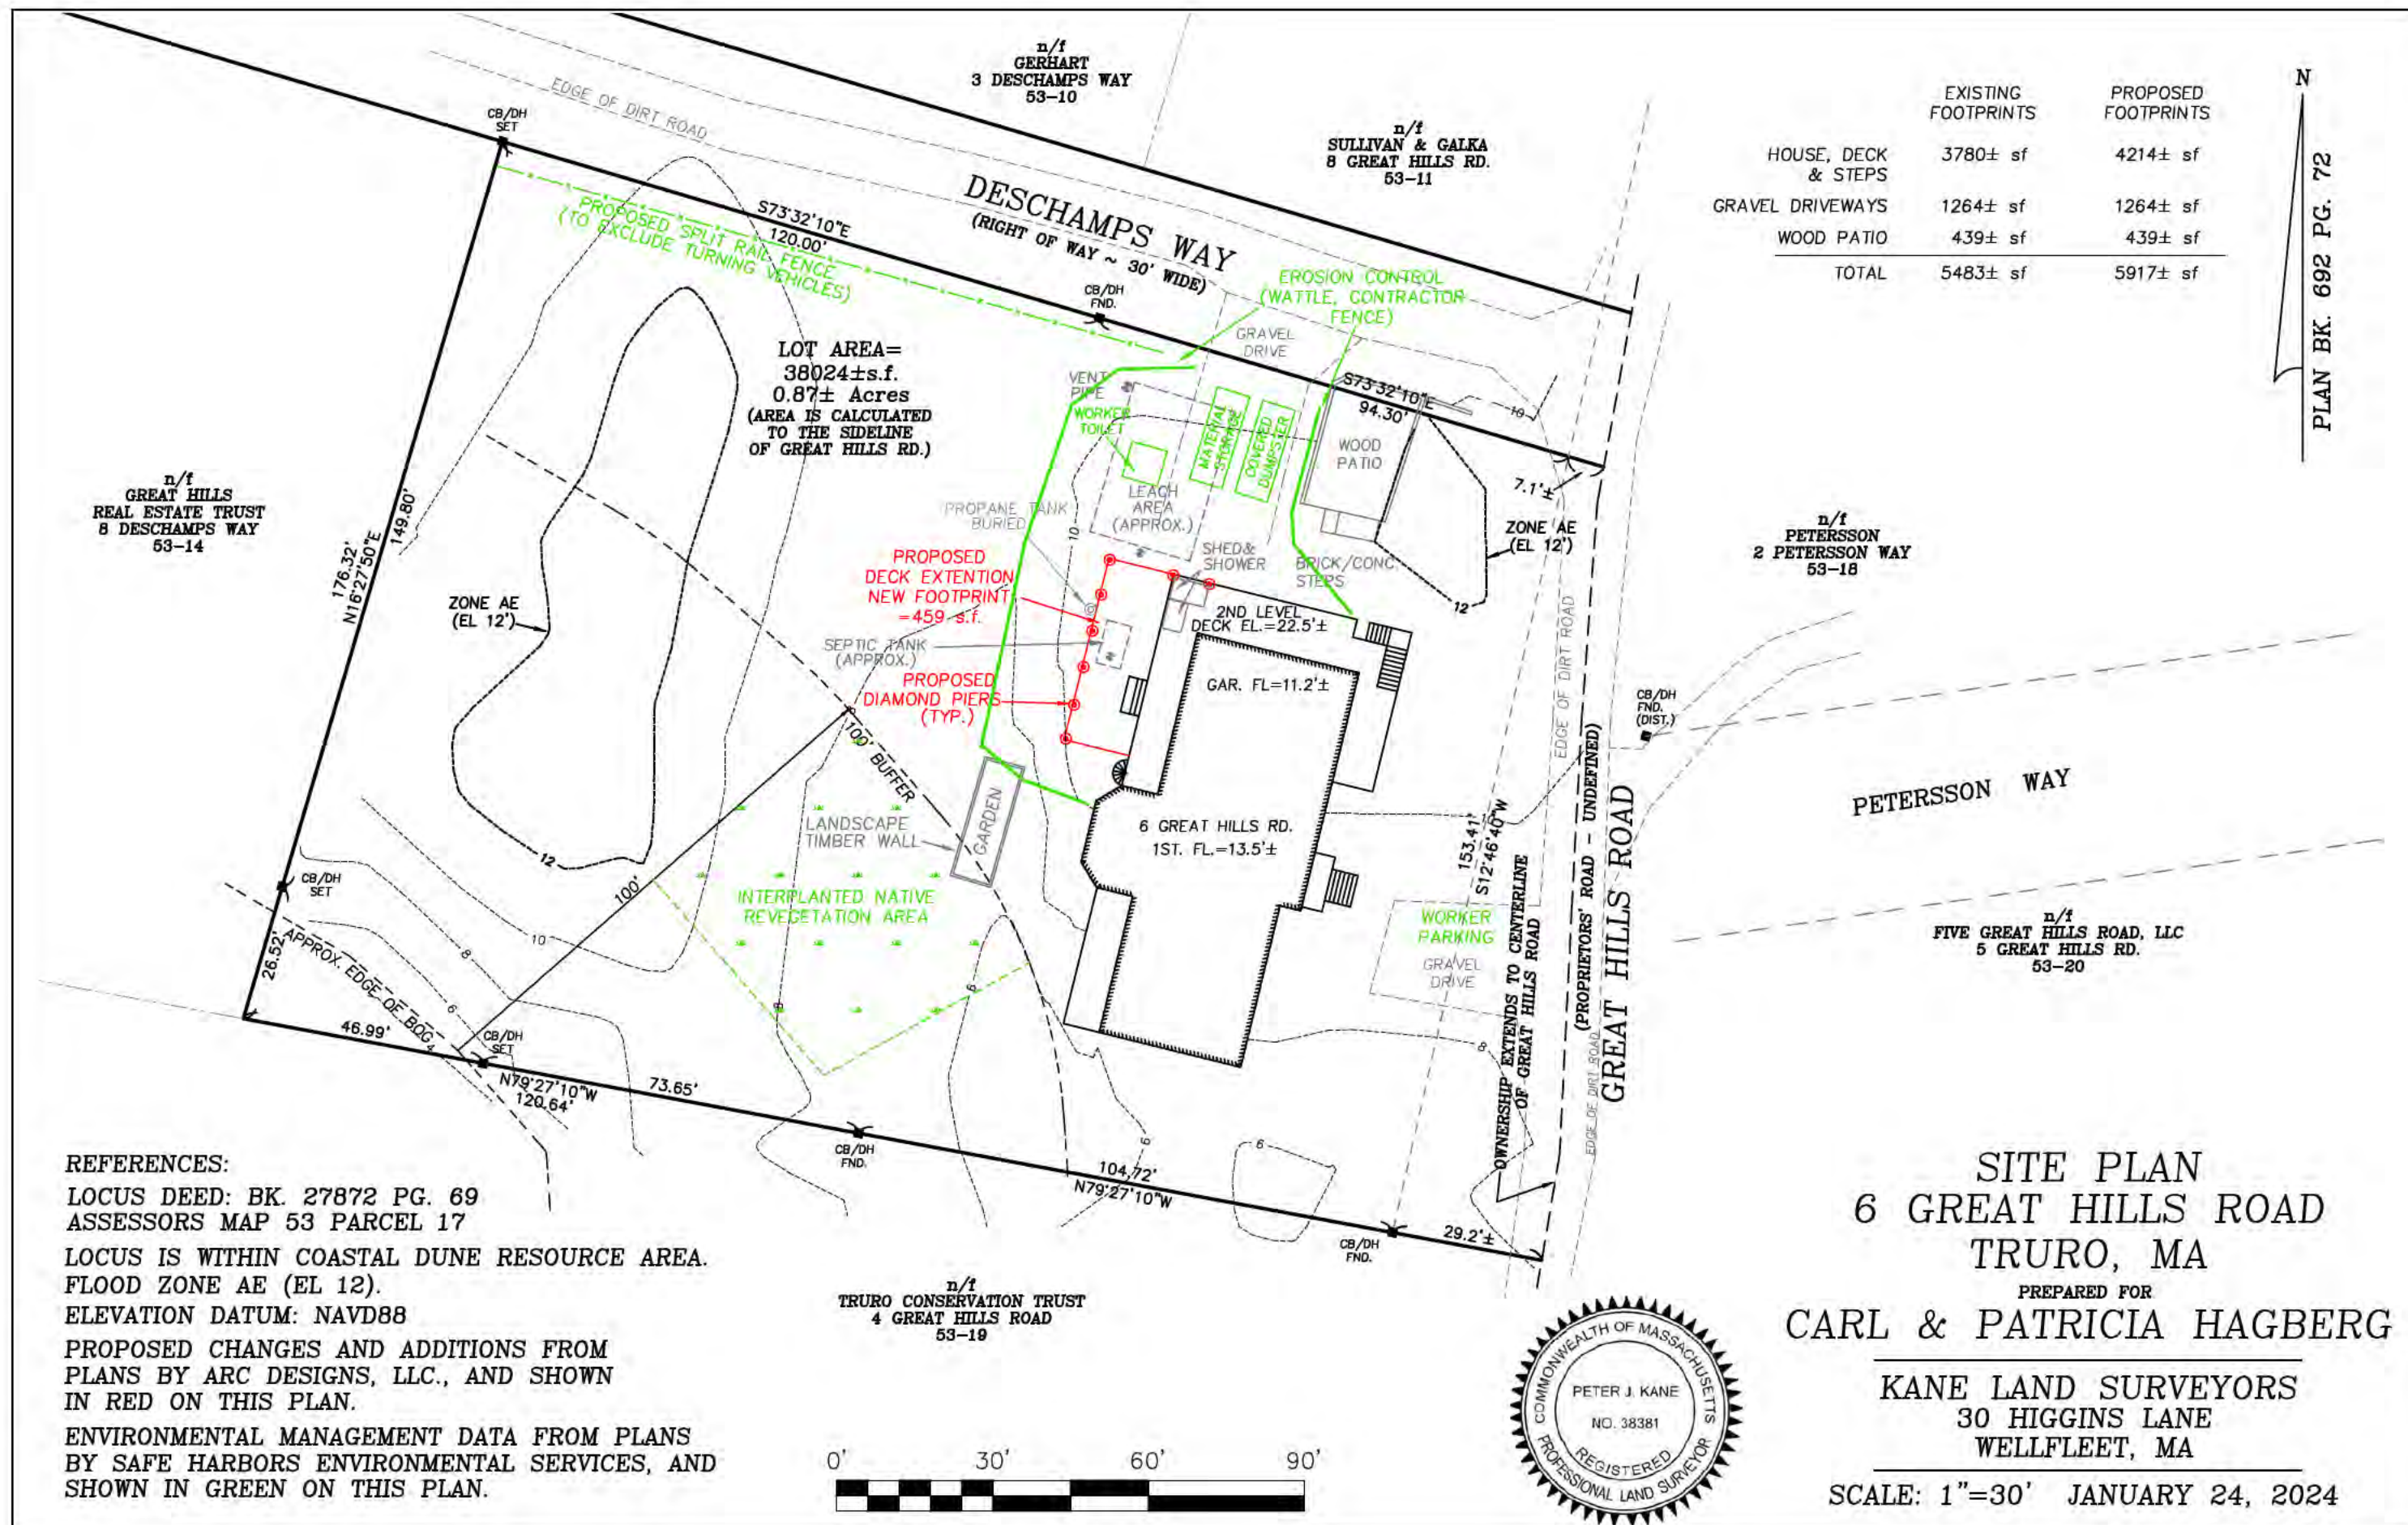 n/f
GERHART
3 DESCHAMPS WAY
53-10
n/f
SULLIVAN & GALKA
8 GREAT HILLS RD.
53-11
EXISTING FOOTPRINTS
PROPOSED FOOTPRINTS
HOUSE, DECK & STEPS 3780± sf 4214± sf
GRAVEL DRIVEWAYS 1264± sf 1264± sf
WOOD PATIO 439± sf 439± sf
TOTAL 5483± sf 5917± sf
N
PLAN BK. 692 PG. 72
EDGE OF DIRT ROAD
CB/DH
SET
PROPOSED SPLIT RAIL FENCE
(TO EXCLUDE TURNING VEHICLES)
S73°32'10"E
120.00'
DESCHAMPS WAY
(RIGHT OF WAY ~ 30' WIDE)
CB/DH
FND.
EROSION CONTROL
(WATTLE, CONTRACTOR
FENCE)
GRAVEL
DRIVE
LOT AREA=
38024±s.f.
0.87± Acres
(AREA IS CALCULATED
TO THE SIDELINE
OF GREAT HILLS RD.)
VENT
PIPE
WORKER
TOILET
MATERIAL
STORAGE
COVERED
DUMPSTER
S73°32'10"E
94.30'
10
WOOD
PATIO
7.1'±
LEACH
AREA
(APPROX.)
ZONE AE
(EL 12')
12
n/f
GREAT HILLS
REAL ESTATE TRUST
8 DESCHAMPS WAY
53-14
176.32'
N16°27'50"E
149.80'
ZONE AE
(EL 12')
12
PROPANE TANK
BURIED
10
PROPOSED
DECK EXTENTION
NEW FOOTPRINT
=459 s.f.
SHED&
SHOWER
BRICK/CONC.
STEPS
SEPTIC TANK
(APPROX.)
PROPOSED
DIAMOND PIERS
(TYP.)
2ND LEVEL
DECK EL.=22.5'±
GAR. FL=11.2'±
6 GREAT HILLS RD.
1ST. FL.=13.5'±
n/f
PETERSSON
2 PETERSSON WAY
53-18
EDGE OF DIRT ROAD
CB/DH
FND.
(DIST.)
PETERSSON WAY
100' BUFFER
100'
LANDSCAPE
TIMBER WALL
GARDEN
INTERPLANTED NATIVE
REVEGETATION AREA
10
153.41'
S12°46'40"W
WORKER
PARKING
GRAVEL
DRIVE
OWNERSHIP EXTENDS TO CENTERLINE
OF GREAT HILLS ROAD
(PROPRIETORS' ROAD - UNDEFINED)
GREAT HILLS ROAD
EDGE OF DIRT ROAD
n/f
FIVE GREAT HILLS ROAD, LLC
5 GREAT HILLS RD.
53-20
CB/DH
SET
26.52'
APPROX. EDGE OF BOG
10
8
6
4
8
6
8
46.99'
CB/DH
SET
N79°27'10"W
120.64'
73.65'
CB/DH
FND.
104.72'
N79°27'10"W
6
6
CB/DH
FND.
29.2'±
n/f
TRURO CONSERVATION TRUST
4 GREAT HILLS ROAD
53-19
REFERENCES:
LOCUS DEED: BK. 27872 PG. 69
ASSESSORS MAP 53 PARCEL 17
LOCUS IS WITHIN COASTAL DUNE RESOURCE AREA.
FLOOD ZONE AE (EL 12).
ELEVATION DATUM: NAVD88
PROPOSED CHANGES AND ADDITIONS FROM
PLANS BY ARC DESIGNS, LLC., AND SHOWN
IN RED ON THIS PLAN.
ENVIRONMENTAL MANAGEMENT DATA FROM PLANS
BY SAFE HARBORS ENVIRONMENTAL SERVICES, AND
SHOWN IN GREEN ON THIS PLAN.
0' 30' 60' 90'
COMMONWEALTH OF MASSACHUSETTS
PETER J. KANE
NO. 38381
REGISTERED
PROFESSIONAL LAND SURVEYOR
SITE PLAN
6 GREAT HILLS ROAD
TRURO, MA
PREPARED FOR
CARL & PATRICIA HAGBERG
KANE LAND SURVEYORS
30 HIGGINS LANE
WELLFLEET, MA
SCALE: 1"=30' JANUARY 24, 2024